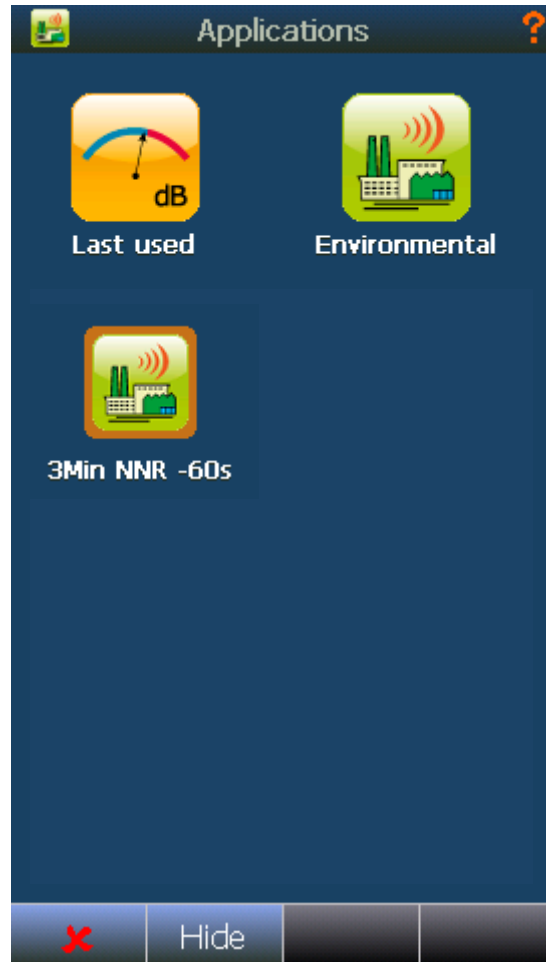 Applications ?
dB
Last used
Environmental
3Min NNR -60s
Hide